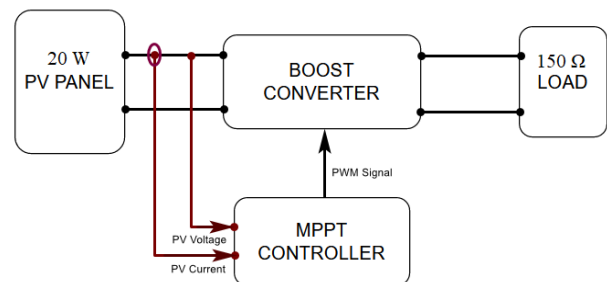 20 W
PV PANEL
BOOST
CONVERTER
150 Ω
LOAD
PWM Signal
PV Voltage
PV Current
MPPT
CONTROLLER